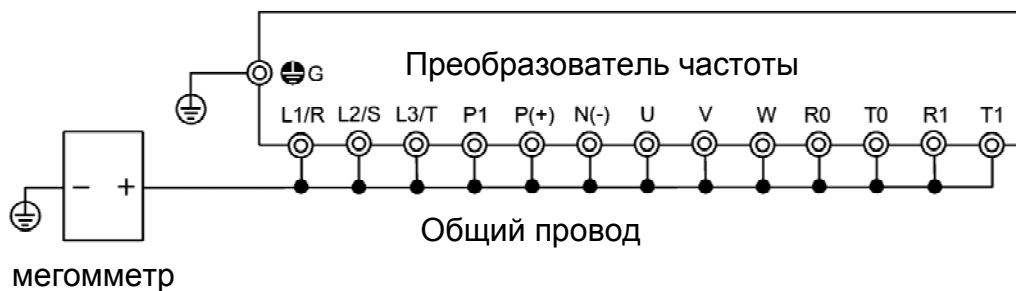 Преобразователь частоты
G
L1/R L2/S L3/T P1 P(+) N(-) U V W R0 T0 R1 T1
− +
Общий провод
мегомметр